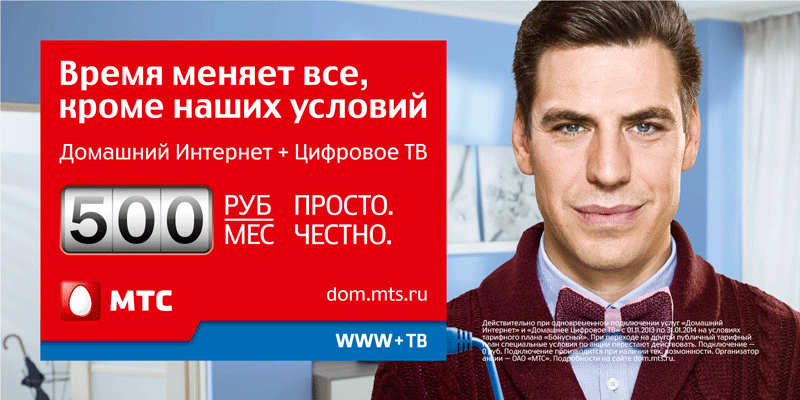 Время меняет все,
кроме наших условий
Домашний Интернет + Цифровое ТВ
500
РУБ
МЕС
ПРОСТО.
ЧЕСТНО.
МТС
dom.mts.ru
WWW+ТВ
Действительно при одновременном подключении услуг «Домашний
Интернет» и «Домашнее Цифровое ТВ» с 01.11.2013 по 31.01.2014 на условиях
тарифного плана «Бонусный». При переходе на другой публичный тарифный
план специальные условия по акции перестают действовать. Подключение —
0 руб. Подключение производится при наличии тех. возможности. Организатор
акции — ОАО «МТС». Подробности на сайте dom.mts.ru.